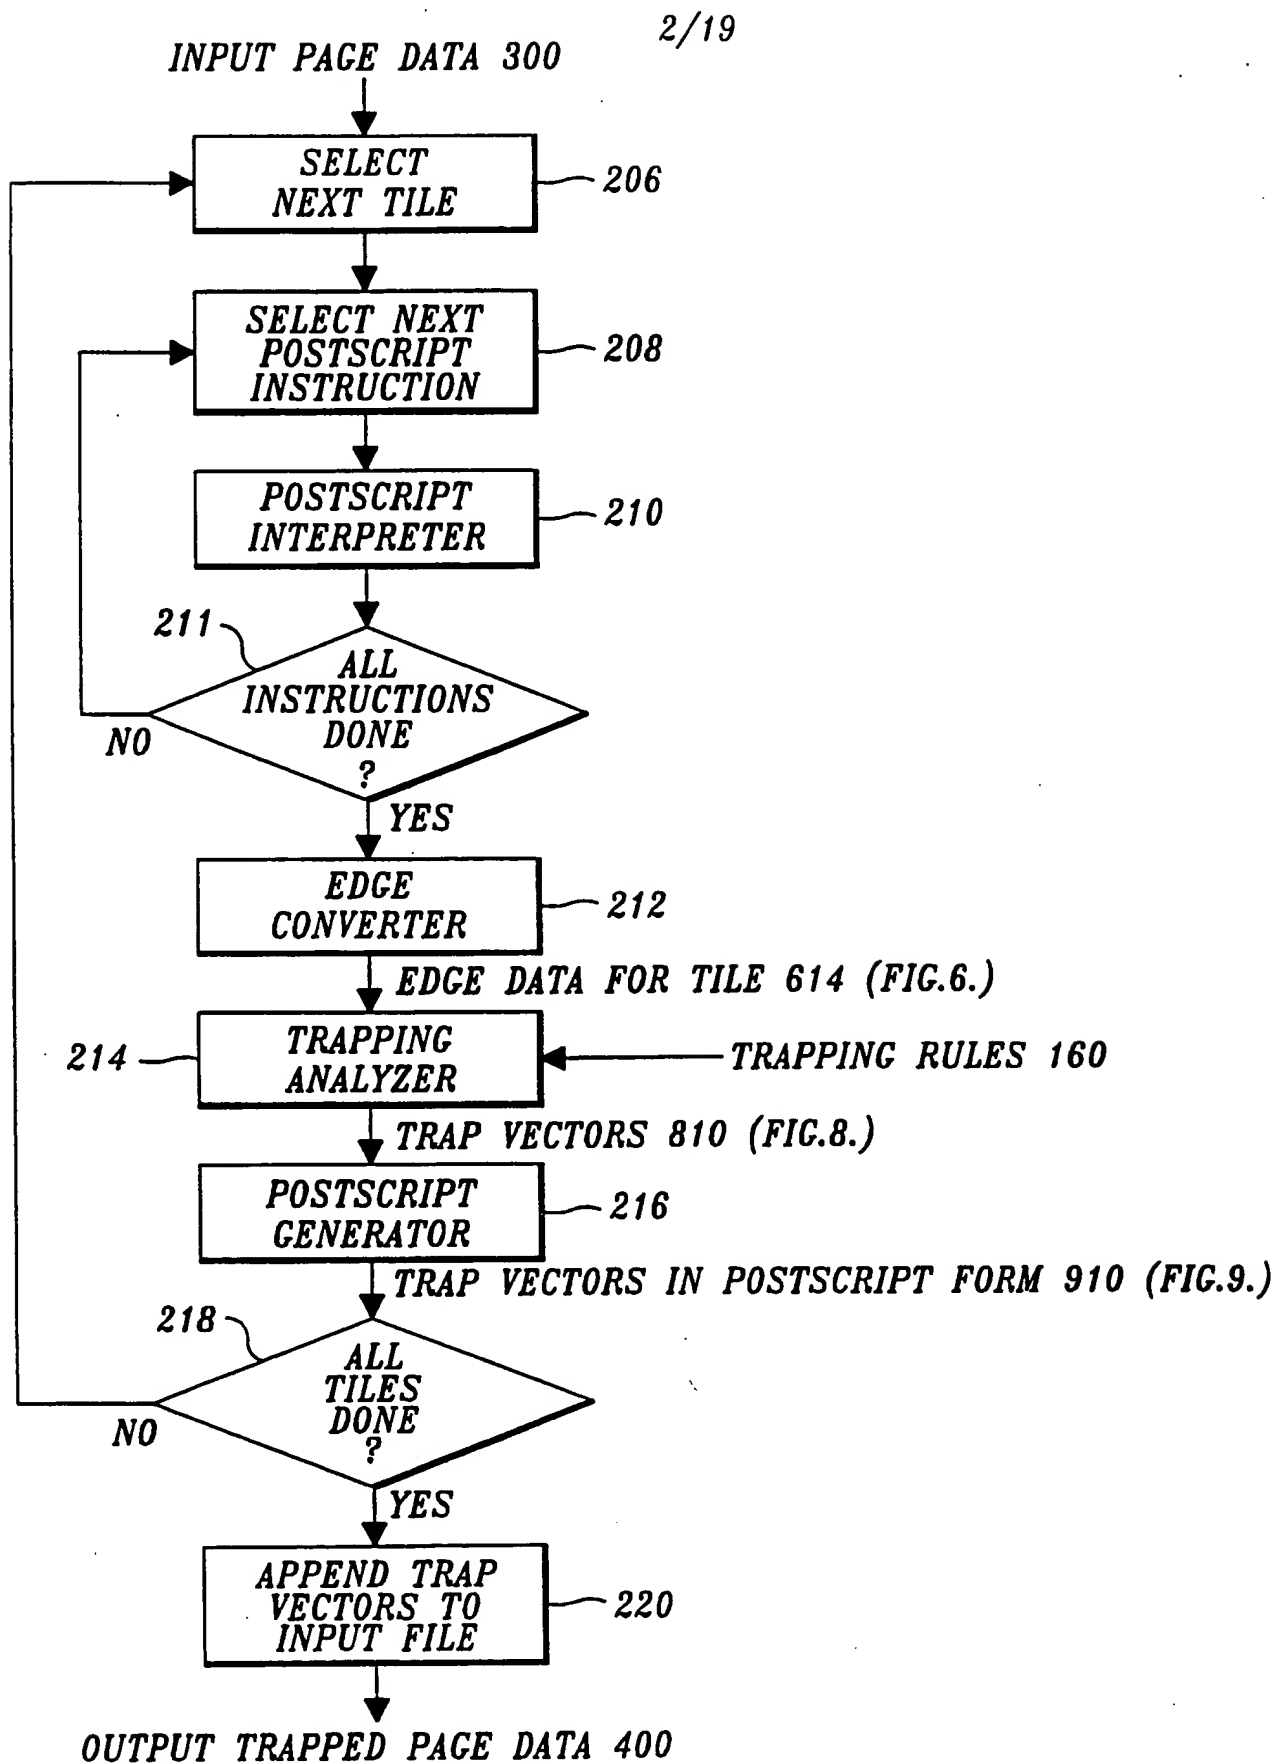 2/19
INPUT PAGE DATA 300
SELECT
NEXT TILE
206
SELECT NEXT
POSTSCRIPT
INSTRUCTION
208
POSTSCRIPT
INTERPRETER
210
211
ALL
INSTRUCTIONS
DONE
?
NO
YES
EDGE
CONVERTER
212
EDGE DATA FOR TILE 614 (FIG.6.)
214
TRAPPING
ANALYZER
TRAPPING RULES 160
TRAP VECTORS 810 (FIG.8.)
POSTSCRIPT
GENERATOR
216
TRAP VECTORS IN POSTSCRIPT FORM 910 (FIG.9.)
218
ALL
TILES
DONE
?
NO
YES
APPEND TRAP
VECTORS TO
INPUT FILE
220
OUTPUT TRAPPED PAGE DATA 400